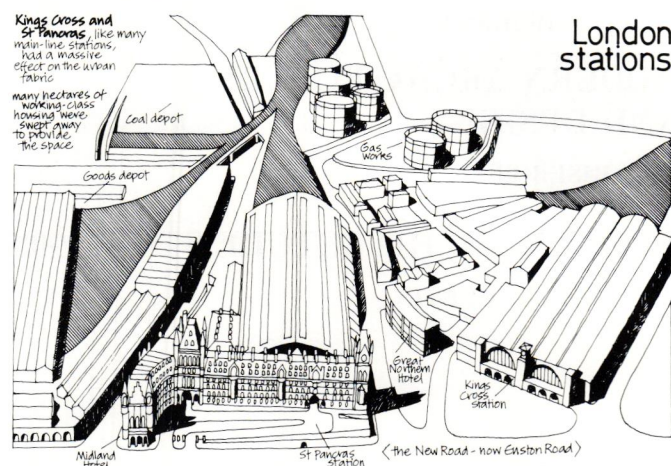 Kings Cross and
St Pancras, like many
main-line stations,
had a massive
effect on the urban
fabric
many hectares of
working-class
housing were
swept away
to provide
the space
London
stations
Coal depot
Goods depot
Gas
works
Great
Northern
Hotel
Kings
Cross
station
Midland
Hotel
St Pancras
station
< the New Road - now Euston Road >